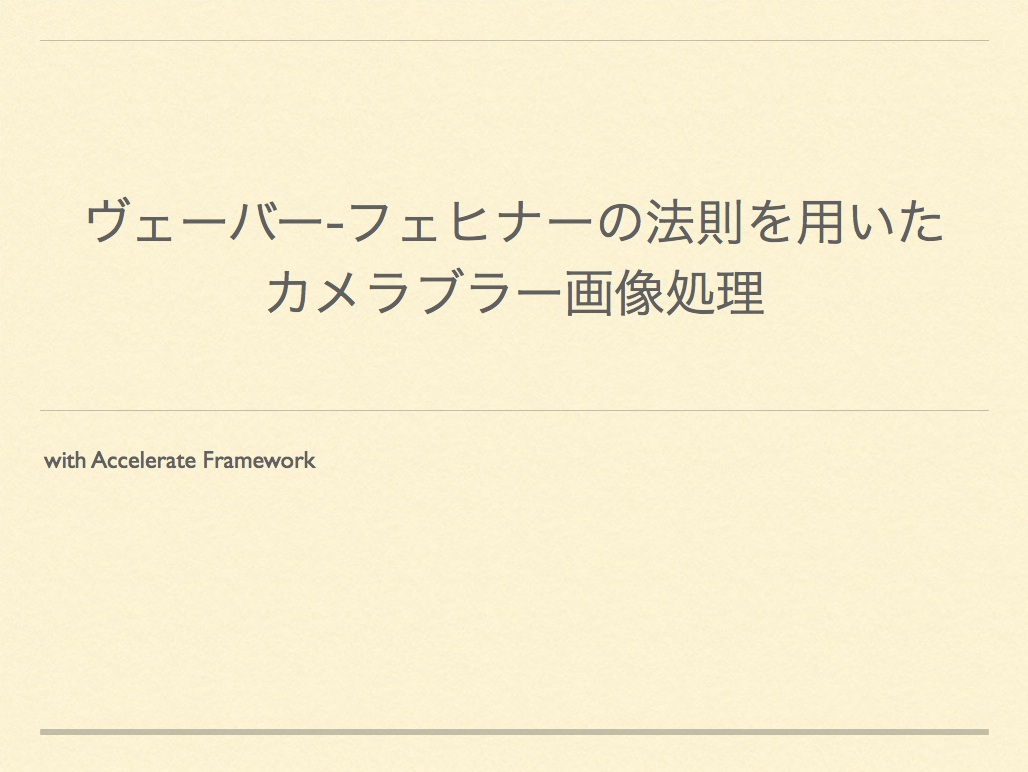 ヴェーバー-フェヒナーの法則を用いた
カメラブラー画像処理
with Accelerate Framework